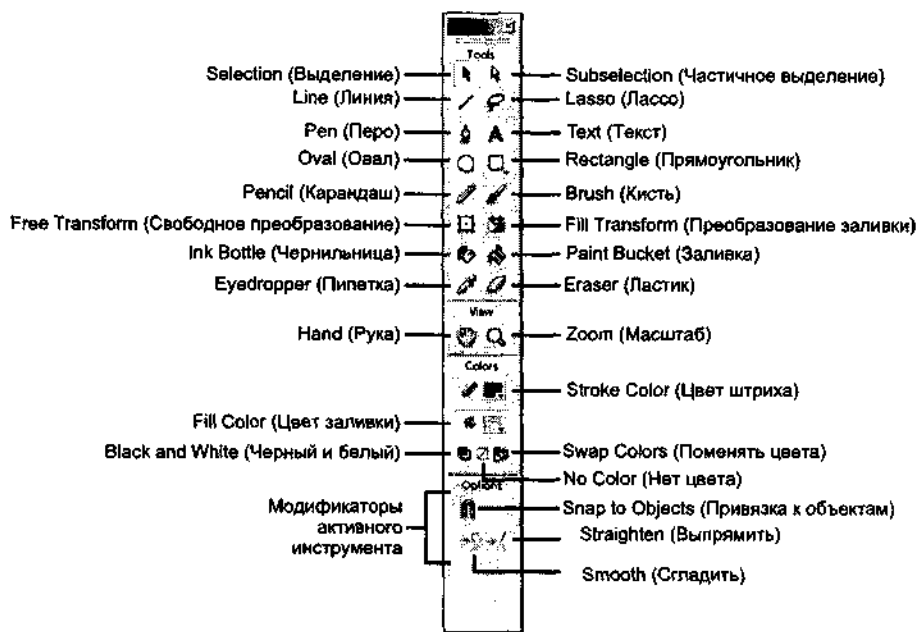 Tools
Selection (Выделение)
Subselection (Частичное выделение)
Line (Линия)
Lasso (Лассо)
Pen (Перо)
Text (Текст)
Oval (Овал)
Rectangle (Прямоугольник)
Pencil (Карандаш)
Brush (Кисть)
Free Transform (Свободное преобразование)
Fill Transform (Преобразование заливки)
Ink Bottle (Чернильница)
Paint Bucket (Заливка)
Eyedropper (Пипетка)
Eraser (Ластик)
View
Hand (Рука)
Zoom (Масштаб)
Colors
Stroke Color (Цвет штриха)
Fill Color (Цвет заливки)
Black and White (Черный и белый)
Swap Colors (Поменять цвета)
No Color (Нет цвета)
Options
Модификаторы
активного
инструмента
Snap to Objects (Привязка к объектам)
Straighten (Выпрямить)
Smooth (Сгладить)